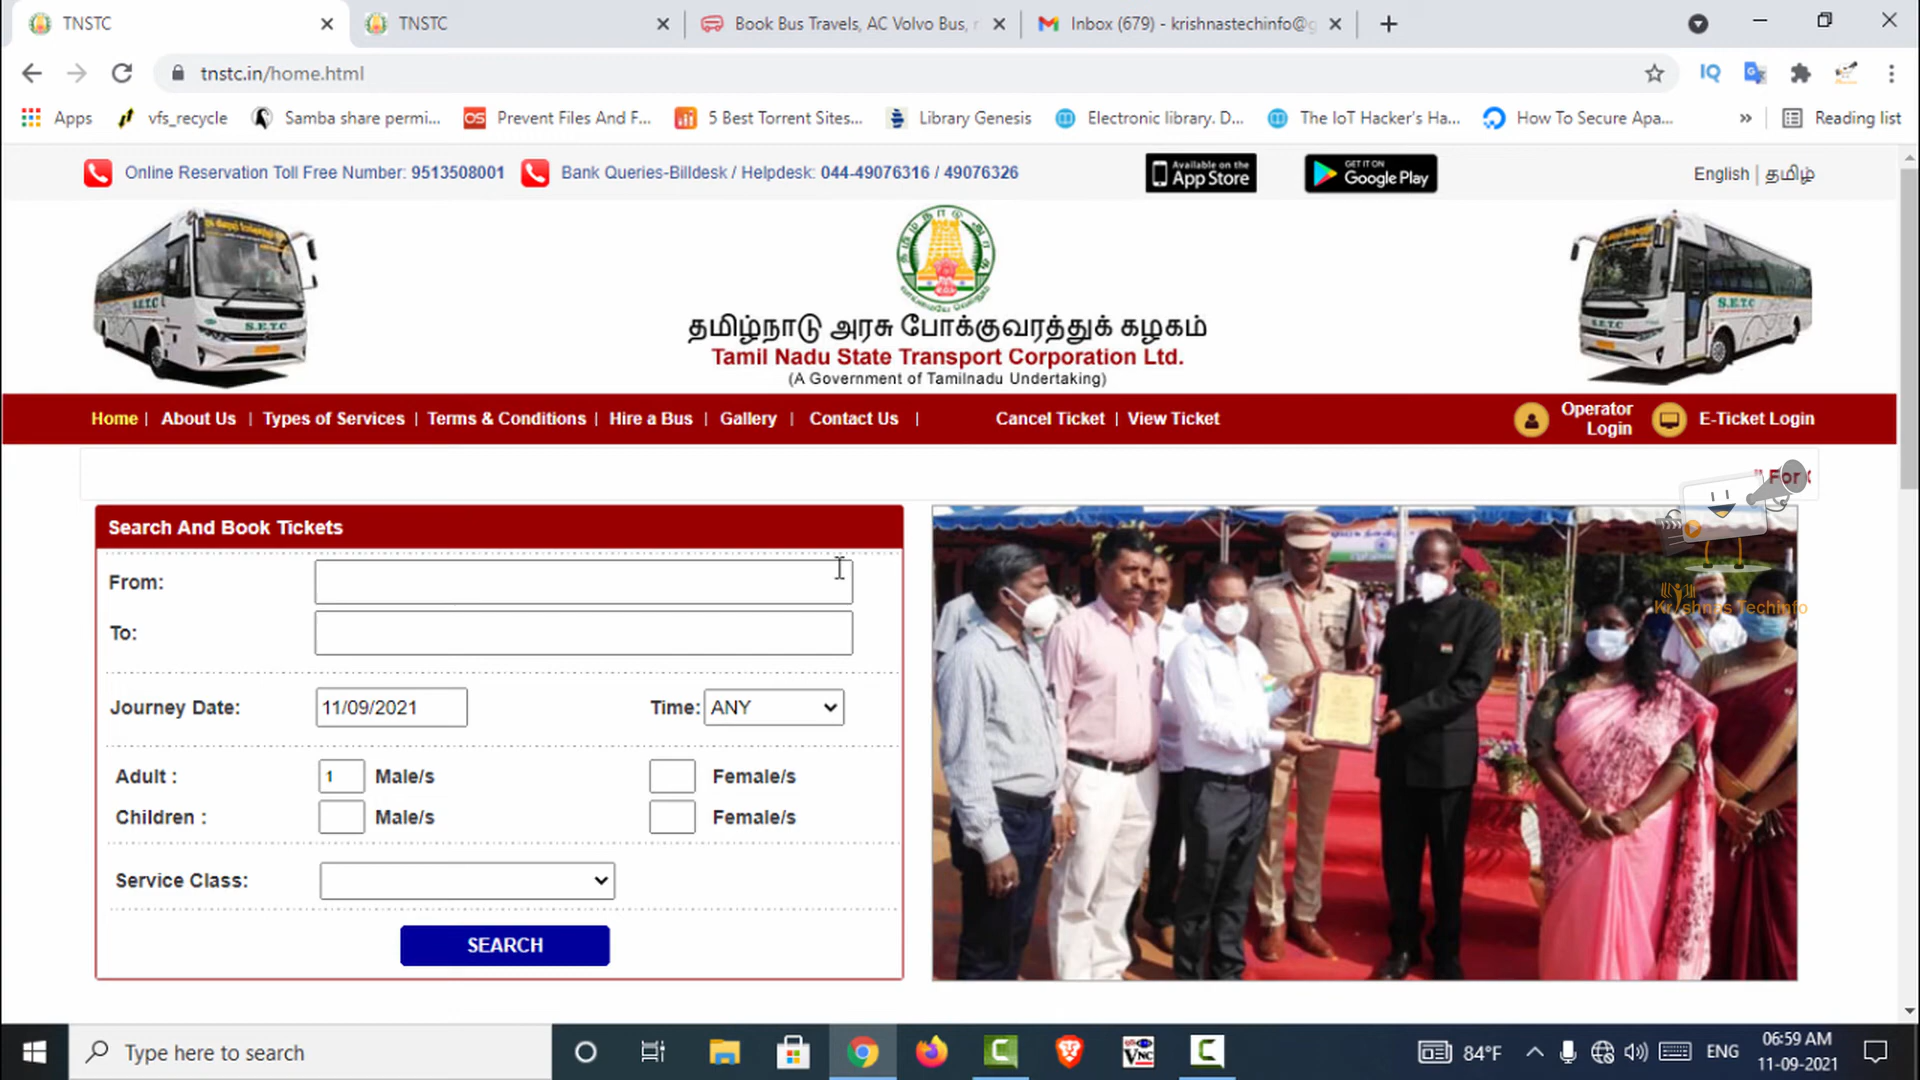 TNSTC
TNSTC
Book Bus Travels, AC Volvo Bus, r
Inbox (679) - krishnastechinfo@g
tnstc.in/home.html
Apps
vfs_recycle
Samba share permi...
Prevent Files And F...
5 Best Torrent Sites...
Library Genesis
Electronic library. D...
The IoT Hacker's Ha...
How To Secure Apa...
Reading list
Online Reservation Toll Free Number: 9513508001
Bank Queries-Billdesk / Helpdesk: 044-49076316 / 49076326
Available on the App Store
GET IT ON Google Play
English | தமிழ்
தமிழ்நாடு அரசு போக்குவரத்துக் கழகம்
Tamil Nadu State Transport Corporation Ltd.
(A Government of Tamilnadu Undertaking)
S.E.T.C
S.E.T.C
S.E.T.C
Home | About Us | Types of Services | Terms & Conditions | Hire a Bus | Gallery | Contact Us |
Cancel Ticket | View Ticket
Operator Login
E-Ticket Login
For
Search And Book Tickets
From:
To:
Journey Date: 11/09/2021
Time: ANY
Adult : 1 Male/s Female/s
Children : Male/s Female/s
Service Class:
SEARCH
Krishnas Techinfo
Type here to search
84°F
ENG
06:59 AM
11-09-2021